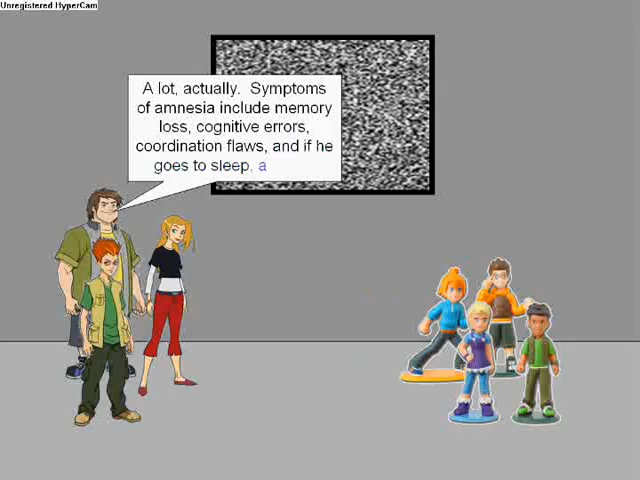 Unregistered HyperCam
A lot, actually.  Symptoms
of amnesia include memory
loss, cognitive errors,
coordination flaws, and if he
goes to sleep, a